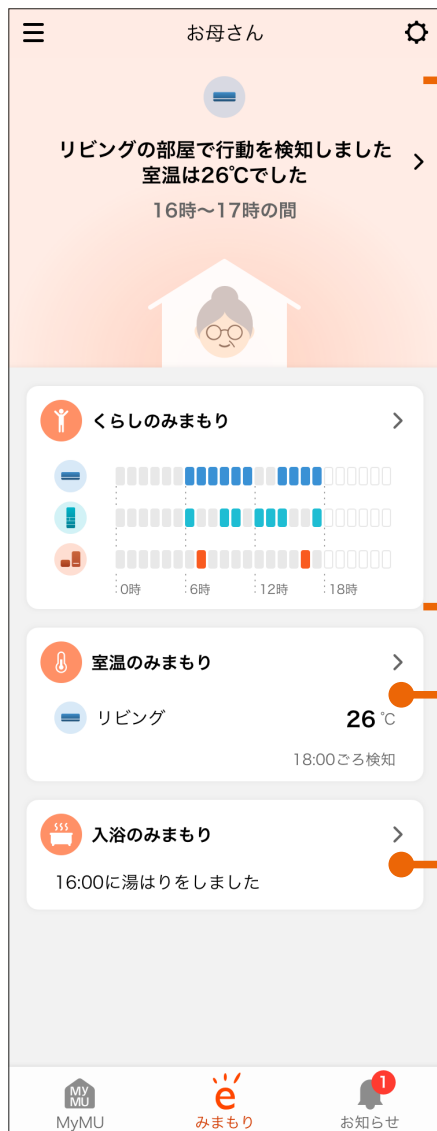 お母さん
リビングの部屋で行動を検知しました
室温は26℃でした
16時～17時の間
くらしのみまもり
0時 6時 12時 18時
室温のみまもり
リビング 26℃
18:00ごろ検知
入浴のみまもり
16:00に湯はりをしました
MY
MU
MyMU
e
みまもり
1
お知らせ